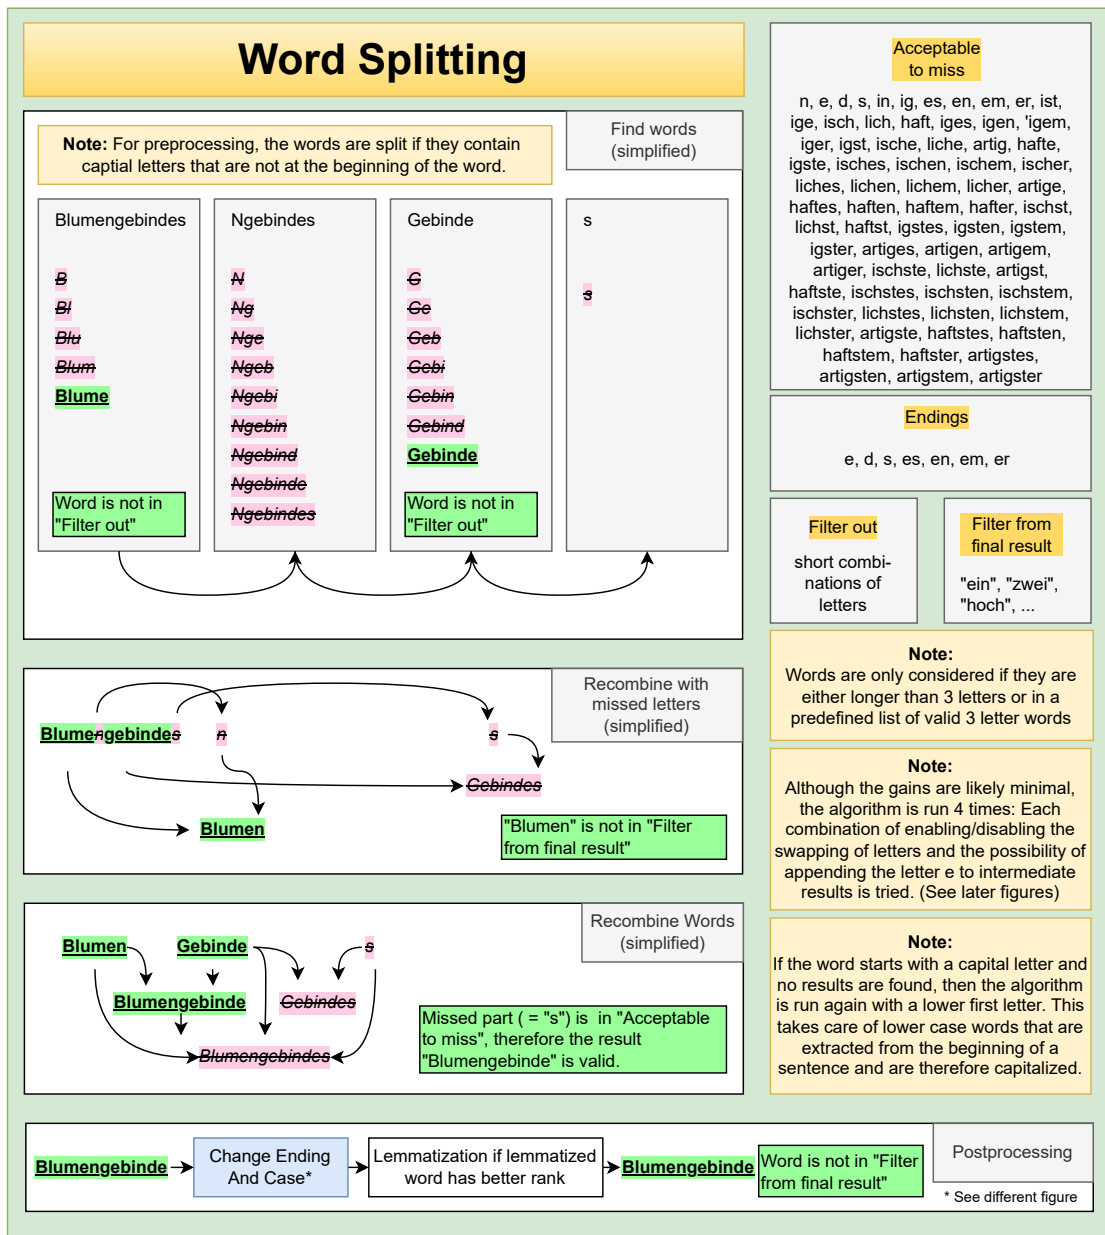 Word Splitting
Find words
(simplified)
Note: For preprocessing, the words are split if they contain
captial letters that are not at the beginning of the word.
Blumengebindes
B
Bl
Blu
Blum
Blume
Word is not in
"Filter out"
Ngebindes
N
Ng
Nge
Ngeb
Ngebi
Ngebin
Ngebind
Ngebinde
Ngebindes
Gebinde
G
Ge
Geb
Gebi
Gebin
Gebind
Gebinde
Word is not in
"Filter out"
s
s
Recombine with
missed letters
(simplified)
Blumengebindes
n
s
Gebindes
Blumen
"Blumen" is not in "Filter
from final result"
Recombine Words
(simplified)
Blumen
Gebinde
s
Blumengebinde
Gebindes
Blumengebindes
Missed part ( = "s") is in "Acceptable
to miss", therefore the result
"Blumengebinde" is valid.
Acceptable
to miss
n, e, d, s, in, ig, es, en, em, er, ist,
ige, isch, lich, haft, iges, igen, 'igem,
iger, igst, ische, liche, artig, hafte,
igste, isches, ischen, ischem, ischer,
liches, lichen, lichem, licher, artige,
haftes, haften, haftem, hafter, ischst,
lichst, haftst, igstes, igsten, igstem,
igster, artiges, artigen, artigem,
artiger, ischste, lichste, artigst,
haftste, ischstes, ischsten, ischstem,
ischster, lichstes, lichsten, lichstem,
lichster, artigste, haftstes, haftsten,
haftstem, haftster, artigstes,
artigsten, artigstem, artigster
Endings
e, d, s, es, en, em, er
Filter out
short combi-
nations of
letters
Filter from
final result
"ein", "zwei",
"hoch", ...
Note:
Words are only considered if they are
either longer than 3 letters or in a
predefined list of valid 3 letter words
Note:
Although the gains are likely minimal,
the algorithm is run 4 times: Each
combination of enabling/disabling the
swapping of letters and the possibility of
appending the letter e to intermediate
results is tried. (See later figures)
Note:
If the word starts with a capital letter and
no results are found, then the algorithm
is run again with a lower first letter. This
takes care of lower case words that are
extracted from the beginning of a
sentence and are therefore capitalized.
Postprocessing
Blumengebinde
Change Ending
And Case*
Lemmatization if lemmatized
word has better rank
Blumengebinde
Word is not in "Filter
from final result"
* See different figure